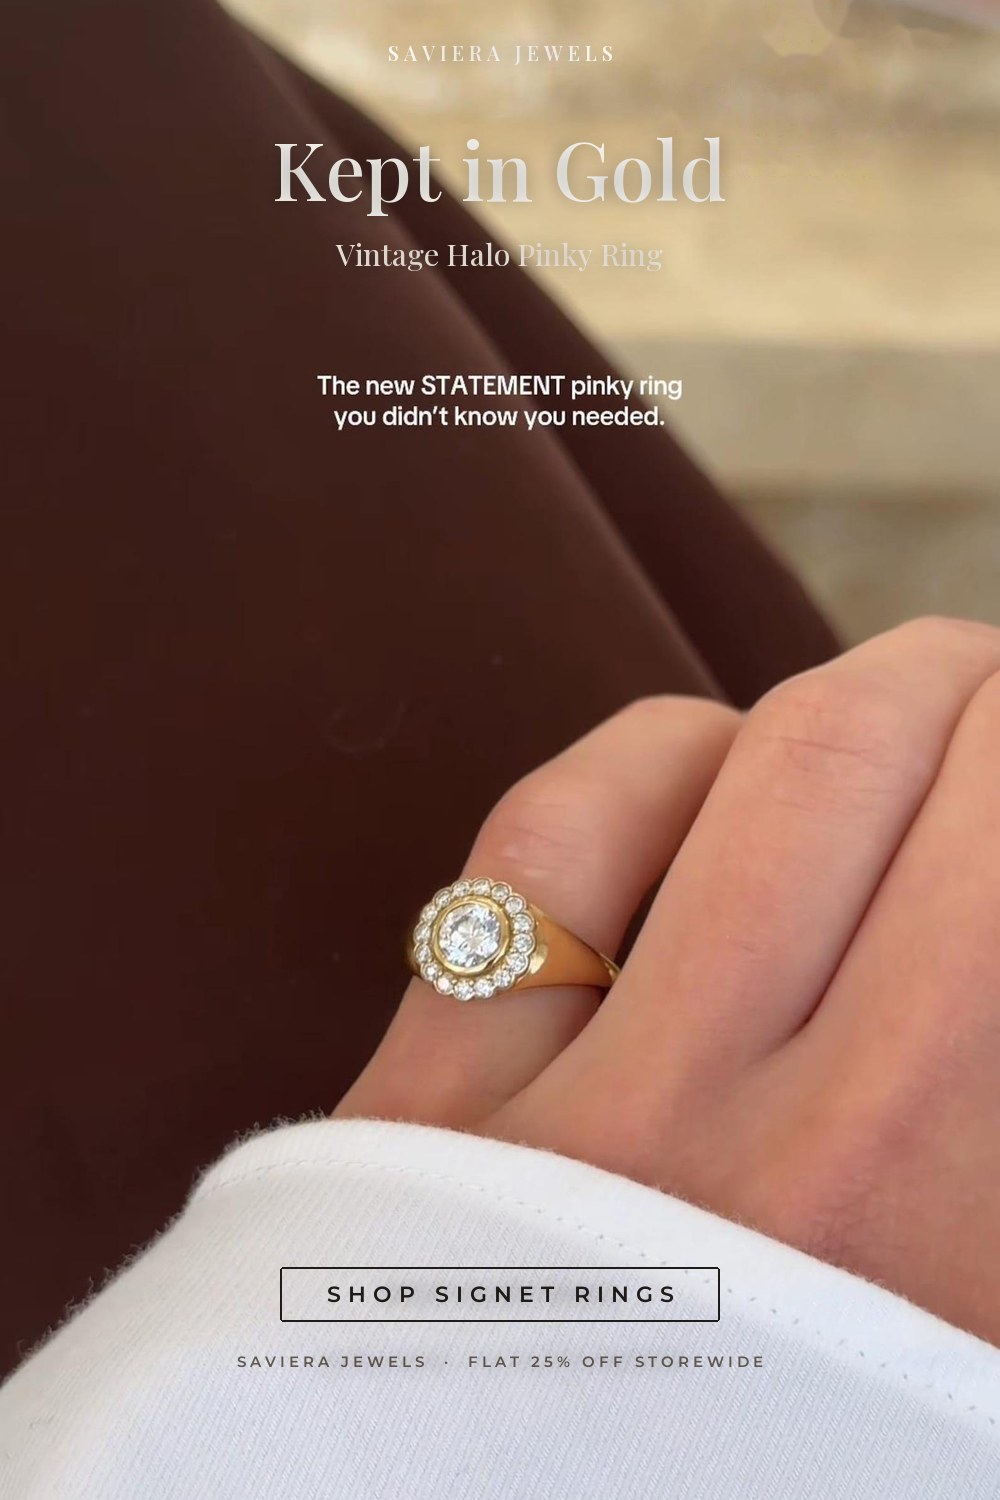 SAVIERA JEWELS
Kept in Gold
Vintage Halo Pinky Ring
The new STATEMENT pinky ring
you didn't know you needed.
SHOP SIGNET RINGS
SAVIERA JEWELS · FLAT 25% OFF STOREWIDE